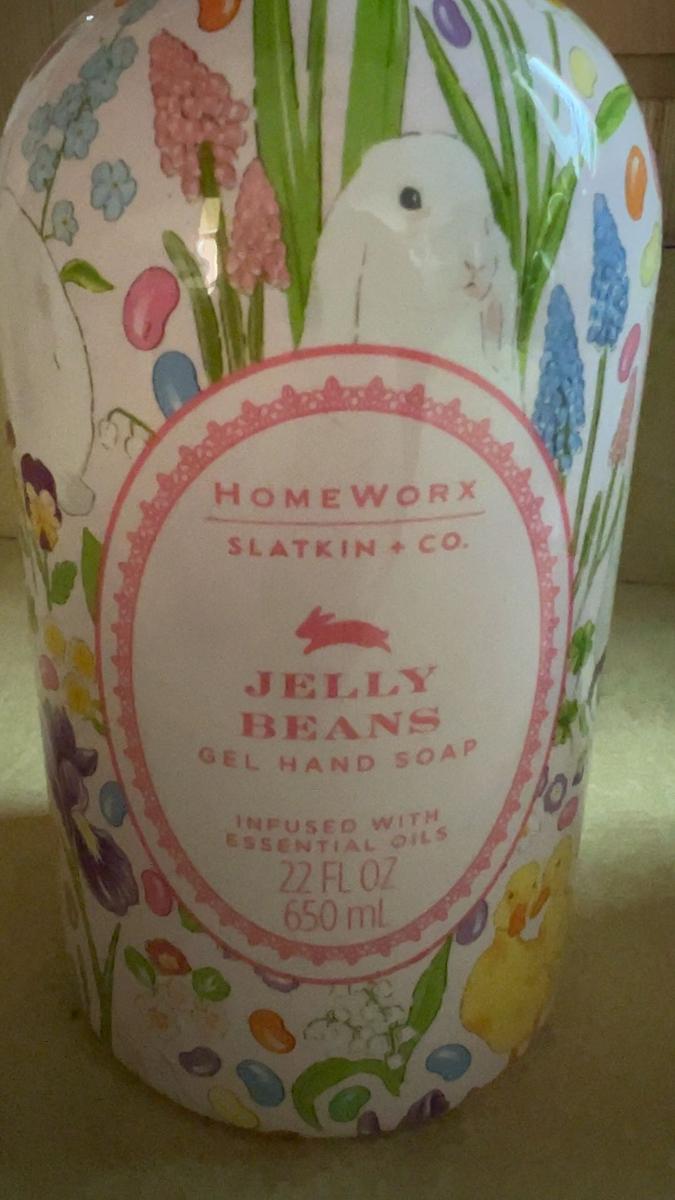 HOMEWORX
SLATKIN + CO.
JELLY
BEANS
GEL HAND SOAP
INFUSED WITH
ESSENTIAL OILS
22 FL OZ
650 mL